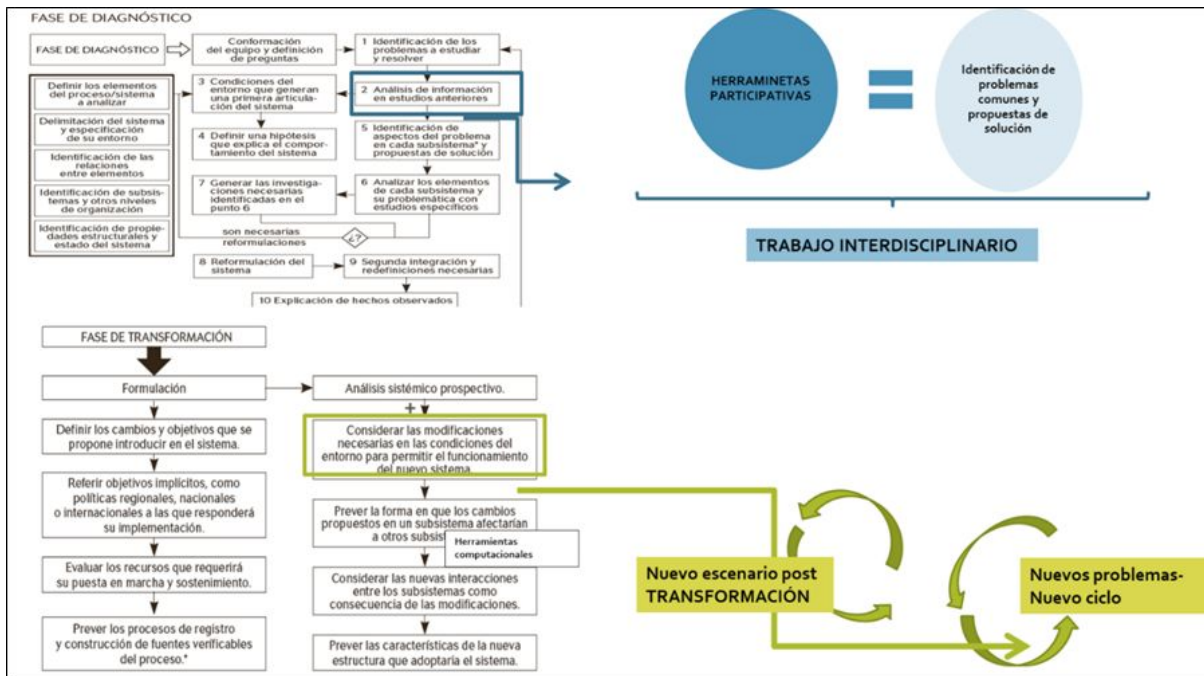 FASE DE DIAGNÓSTICO
FASE DE DIAGNÓSTICO
Conformación
del equipo y definición
de preguntas
1 Identificación de los
problemas a estudiar
y resolver
Definir los elementos
del proceso/sistema
a analizar
Delimitación del sistema
y especificación
de su entorno
Identificación de las
relaciones
entre elementos
Identificación de subsis-
temas y otros niveles
de organización
Identificación de propie-
dades estructurales y
estado del sistema
3 Condiciones del
entorno que generan
una primera articula-
ción del sistema
2 Análisis de información
en estudios anteriores
4 Definir una hipótesis
que explica el compor-
tamiento del sistema
5 Identificación de
aspectos del problema
en cada subsistema* y
propuestas de solución
7 Generar las investiga-
ciones necesarias
identificadas en el
punto 6
6 Analizar los elementos
de cada subsistema y
su problemática con
estudios específicos
son necesarias
reformulaciones
¿?
8 Reformulación del
sistema
9 Segunda integración y
redefiniciones necesarias
10 Explicación de hechos observados
HERRAMINETAS
PARTICIPATIVAS
Identificación de
problemas
comunes y
propuestas de
solución
TRABAJO INTERDISCIPLINARIO
FASE DE TRANSFORMACIÓN
Formulación
Definir los cambios y objetivos que se
propone introducir en el sistema.
Referir objetivos implícitos, como
políticas regionales, nacionales
o internacionales a las que responderá
su implementación.
Evaluar los recursos que requerirá
su puesta en marcha y sostenimiento.
Prever los procesos de registro
y construcción de fuentes verificables
del proceso.*
Análisis sistémico prospectivo.
+
Considerar las modificaciones
necesarias en las condiciones del
entorno para permitir el funcionamiento
del nuevo sistema.
Prever la forma en que los cambios
propuestos en un subsistema afectarían
a otros
Herramientas
computacionales
Considerar las nuevas interacciones
entre los subsistemas como
consecuencia de las modificaciones.
Prever las características de la nueva
estructura que adoptaría el sistema.
Nuevo escenario post
TRANSFORMACIÓN
Nuevos problemas-
Nuevo ciclo